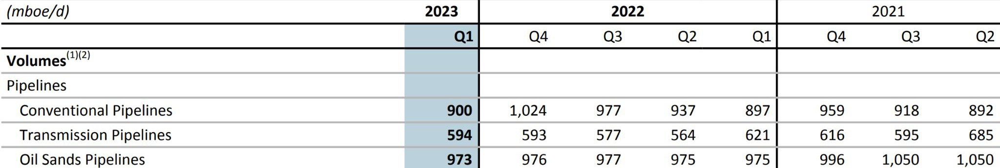 (mboe/d) 2023 2022 2021
Q1 Q4 Q3 Q2 Q1 Q4 Q3 Q2
Volumes(1)(2)
Pipelines
Conventional Pipelines 900 1,024 977 937 897 959 918 892
Transmission Pipelines 594 593 577 564 621 616 595 685
Oil Sands Pipelines 973 976 977 975 975 996 1,050 1,050